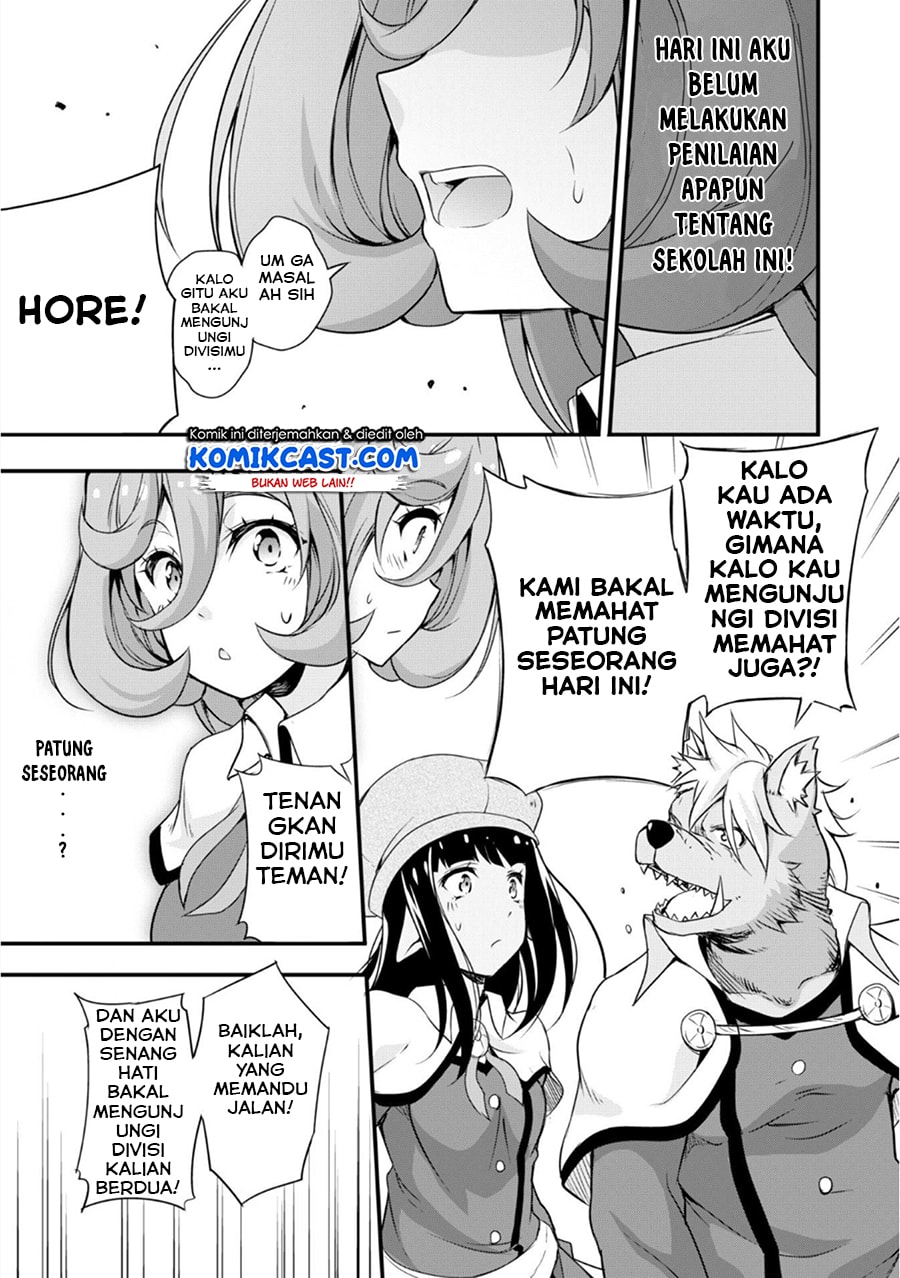 HARI INI AKU
BELUM
MELAKUKAN
PENILAIAN
APAPUN
TENTANG
SEKOLAH INI!
UM GA
MASAL
AH SIH
KALO
GITU AKU
BAKAL
MENGUNJ
UNGI
DIVISIMU
...
HORE!
Komik ini diterjemahkan & diedit oleh
KOMIKCAST.COM
BUKAN WEB LAIN!!
KALO
KAU ADA
WAKTU,
GIMANA
KALO KAU
MENGUNJU
NGI DIVISI
MEMAHAT
JUGA?!
KAMI BAKAL
MEMAHAT
PATUNG
SESEORANG
HARI INI!
TENAN
GKAN
DIRIMU
TEMAN!
PATUNG
SESEORANG
.
.
.
.
?
BAIKLAH,
KALIAN
YANG
MEMANDU
JALAN!
DAN AKU
DENGAN
SENANG
HATI
BAKAL
MENGUNJ
UNGI
DIVISI
KALIAN
BERDUA!